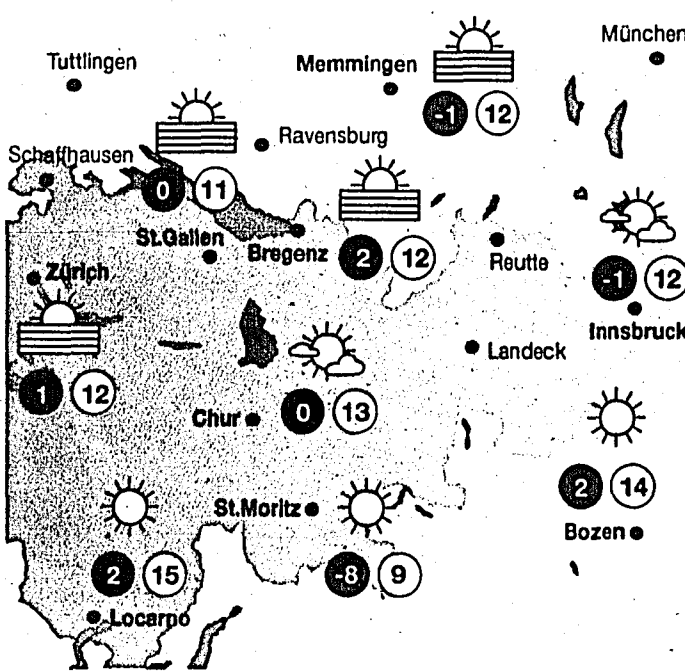 München
Tuttlingen
Memmingen
-1 12
Ravensburg
Schaffhausen
0 11
St.Gallen
Bregenz
2 12
Reutte
Zürich
-1 12
Innsbruck
Landeck
1 12
Chur
0 13
2 14
St.Moritz
Bozen
2 15
-8 9
Locarno